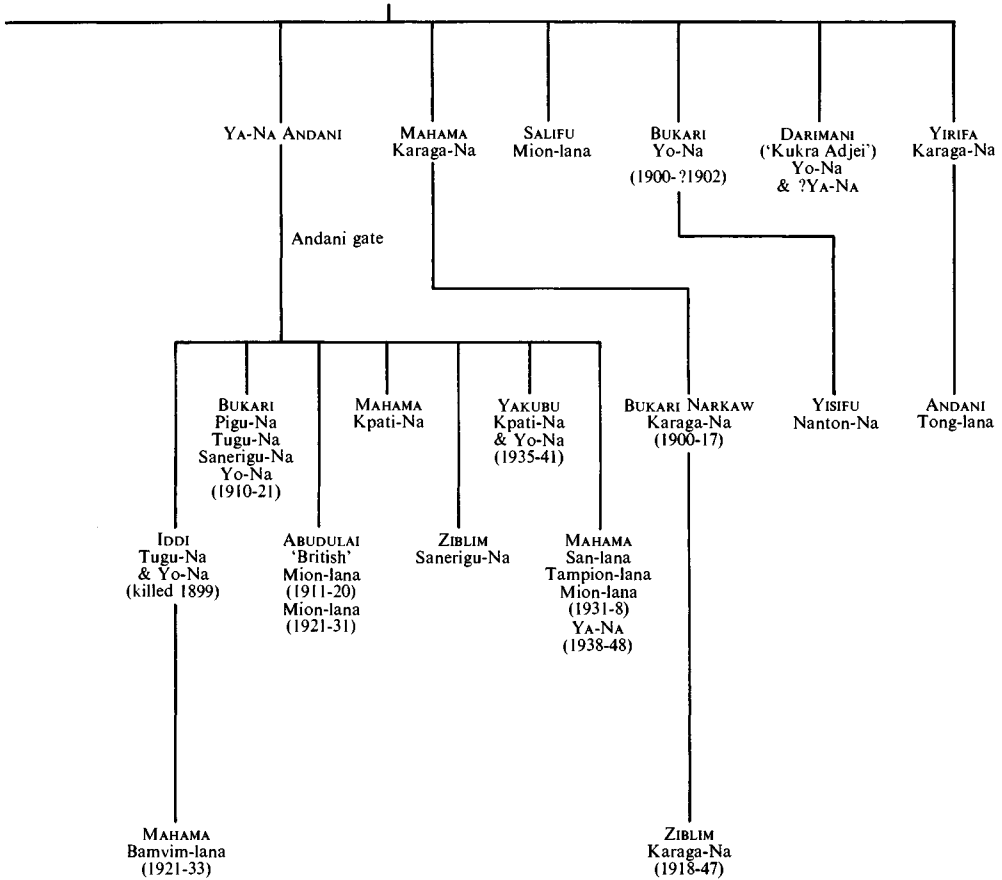 YA-NA ANDANI
MAHAMA
Karaga-Na
SALIFU
Mion-lana
BUKARI
Yo-Na
(1900-?1902)
DARIMANI
('Kukra Adjei')
Yo-Na
& ?YA-NA
YIRIFA
Karaga-Na
Andani gate
BUKARI
Pigu-Na
Tugu-Na
Sanerigu-Na
Yo-Na
(1910-21)
MAHAMA
Kpati-Na
YAKUBU
Kpati-Na
& Yo-Na
(1935-41)
BUKARI NARKAW
Karaga-Na
(1900-17)
YISIFU
Nanton-Na
ANDANI
Tong-lana
IDDI
Tugu-Na
& Yo-Na
(killed 1899)
ABUDULAI
'British'
Mion-lana
(1911-20)
Mion-lana
(1921-31)
ZIBLIM
Sanerigu-Na
MAHAMA
San-lana
Tampion-lana
Mion-lana
(1931-8)
YA-NA
(1938-48)
MAHAMA
Bamvim-lana
(1921-33)
ZIBLIM
Karaga-Na
(1918-47)